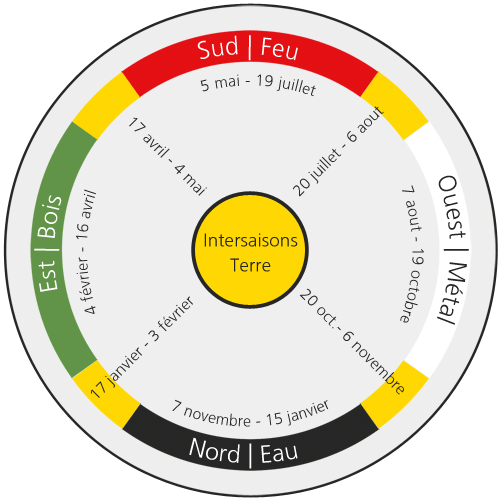 Sud | Feu
5 mai - 19 juillet
17 avril - 4 mai
20 juillet - 6 aout
Est | Bois
4 février - 16 avril
Intersaisons
Terre
7 aout - 19 octobre
Ouest | Métal
17 janvier - 3 février
20 oct.- 6 novembre
7 novembre - 15 janvier
Nord | Eau